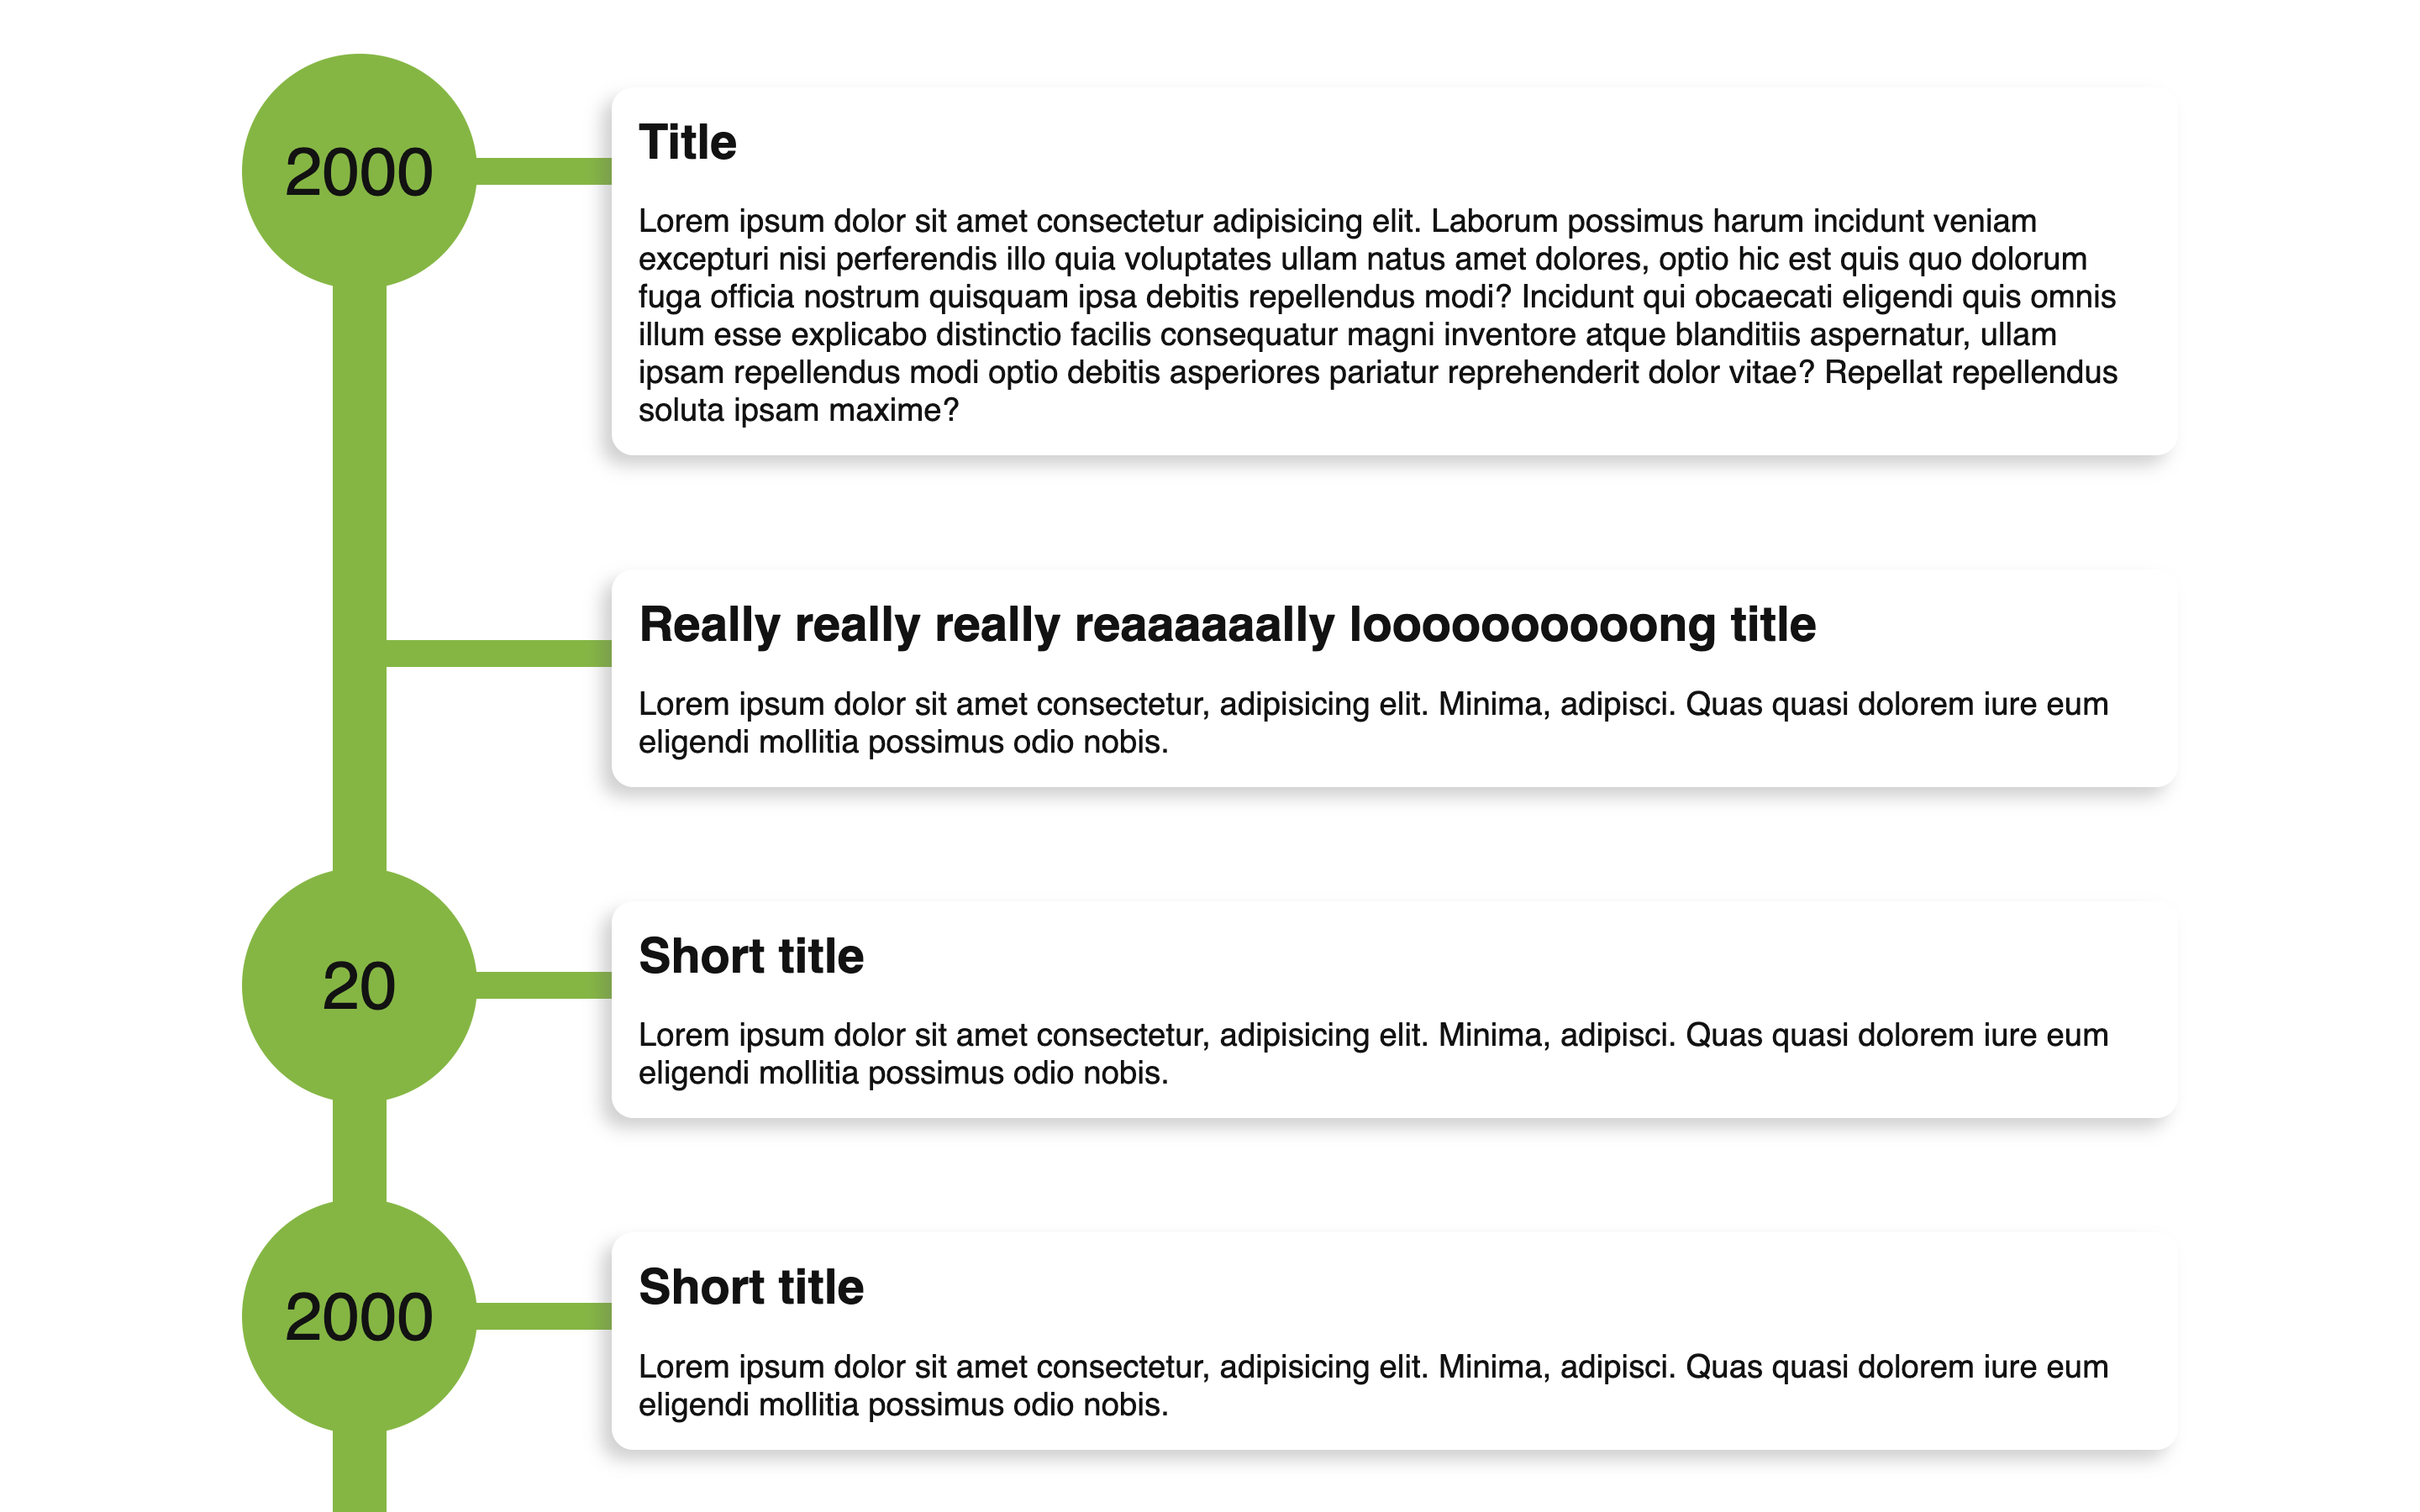 2000
Title
Lorem ipsum dolor sit amet consectetur adipisicing elit. Laborum possimus harum incidunt veniam
excepturi nisi perferendis illo quia voluptates ullam natus amet dolores, optio hic est quis quo dolorum
fuga officia nostrum quisquam ipsa debitis repellendus modi? Incidunt qui obcaecati eligendi quis omnis
illum esse explicabo distinctio facilis consequatur magni inventore atque blanditiis aspernatur, ullam
ipsam repellendus modi optio debitis asperiores pariatur reprehenderit dolor vitae? Repellat repellendus
soluta ipsam maxime?
Really really really reaaaaaally looooooooooong title
Lorem ipsum dolor sit amet consectetur, adipisicing elit. Minima, adipisci. Quas quasi dolorem iure eum
eligendi mollitia possimus odio nobis.
20
Short title
Lorem ipsum dolor sit amet consectetur, adipisicing elit. Minima, adipisci. Quas quasi dolorem iure eum
eligendi mollitia possimus odio nobis.
2000
Short title
Lorem ipsum dolor sit amet consectetur, adipisicing elit. Minima, adipisci. Quas quasi dolorem iure eum
eligendi mollitia possimus odio nobis.